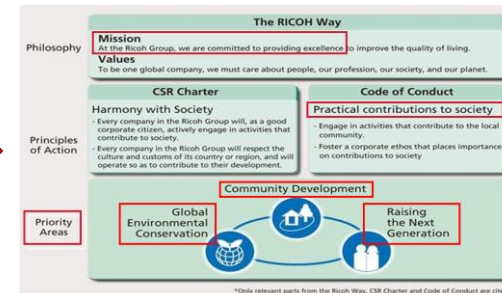 The RICOH Way
Philosophy
Mission
At the Ricoh Group, we are committed to providing excellence to improve the quality of living.
Values
To be one global company, we must care about people, our profession, our society, and our planet.
Principles
of Action
CSR Charter
Harmony with Society
- Every company in the Ricoh Group will, as a good
corporate citizen, actively engage in activities that
contribute to society.
- Every company in the Ricoh Group will respect the
culture and customs of its country or region, and will
operate so as to contribute to their development.
Code of Conduct
Practical contributions to society
- Engage in activities that contribute to the local
community.
- Foster a corporate ethos that places importance
on contributions to society
Priority
Areas
Community Development
Global
Environmental
Conservation
Raising
the Next
Generation
*Only relevant parts from the Ricoh Way, CSR Charter and Code of Conduct are